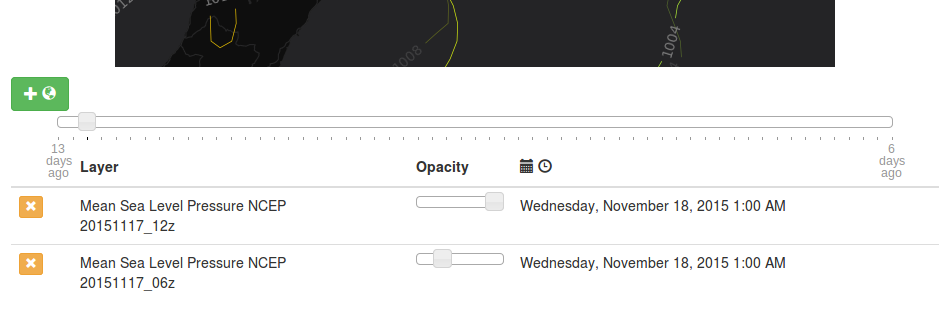 1008
1004
13 days ago
6 days ago
Layer
Opacity
Mean Sea Level Pressure NCEP
20151117_12z
Wednesday, November 18, 2015 1:00 AM
Mean Sea Level Pressure NCEP
20151117_06z
Wednesday, November 18, 2015 1:00 AM